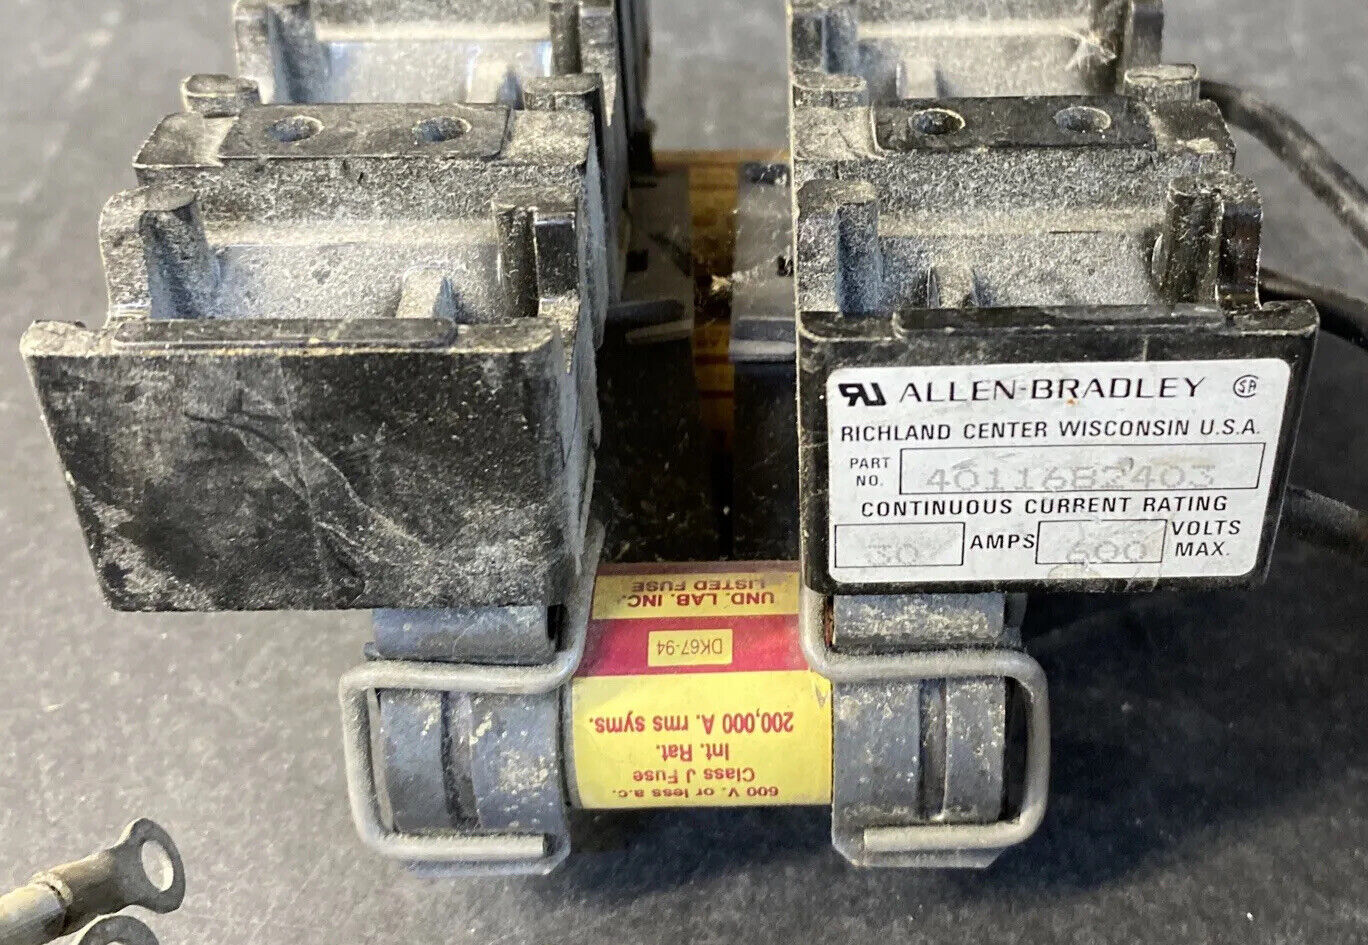 ALLEN-BRADLEY
RICHLAND CENTER WISCONSIN U.S.A.
PART NO. 40116B2403
CONTINUOUS CURRENT RATING
30 AMPS 600 VOLTS MAX.
600 V. or less a.c.
Class J Fuse
Int. Rat.
200,000 A. rms syms.
DK67-94
UND. LAB. INC.
LISTED FUSE